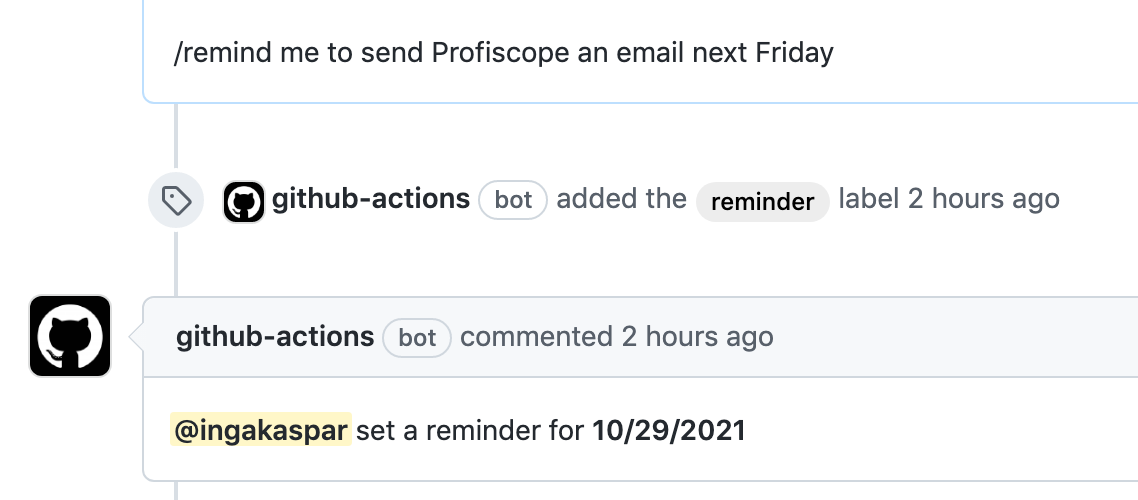 /remind me to send Profiscope an email next Friday
github-actions bot added the reminder label 2 hours ago
github-actions bot commented 2 hours ago
@ingakaspar set a reminder for 10/29/2021